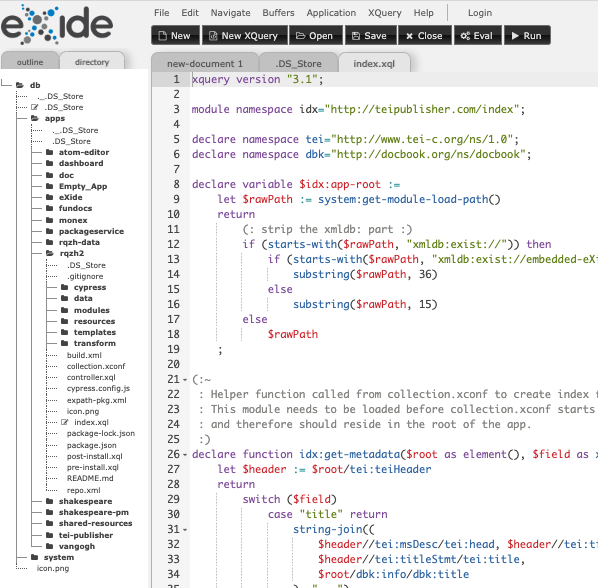 eXide
File Edit Navigate Buffers Application XQuery Help Login
New New XQuery Open Save Close Eval Run
outline directory
new-document 1 .DS_Store index.xql
db
._.DS_Store
.DS_Store
apps
._.DS_Store
.DS_Store
atom-editor
dashboard
doc
Empty_App
eXide
fundocs
monex
packageservice
rqzh-data
rqzh2
.DS_Store
.gitignore
cypress
data
modules
resources
templates
transform
build.xml
collection.xconf
controller.xql
cypress.config.js
expath-pkg.xml
icon.png
index.xql
package-lock.json
package.json
post-install.xql
pre-install.xql
README.md
repo.xml
shakespeare
shakespeare-pm
shared-resources
tei-publisher
vangogh
system
icon.png
1 xquery version "3.1";
2
3 module namespace idx="http://teipublisher.com/index";
4
5 declare namespace tei="http://www.tei-c.org/ns/1.0";
6 declare namespace dbk="http://docbook.org/ns/docbook";
7
8 declare variable $idx:app-root :=
9 let $rawPath := system:get-module-load-path()
10 return
11 (: strip the xmldb: part :)
12 if (starts-with($rawPath, "xmldb:exist://")) then
13 if (starts-with($rawPath, "xmldb:exist://embedded-eXi
14 substring($rawPath, 36)
15 else
16 substring($rawPath, 15)
17 else
18 $rawPath
19 ;
20
21 (:~
22 : Helper function called from collection.xconf to create index
23 : This module needs to be loaded before collection.xconf starts
24 : and therefore should reside in the root of the app.
25 :)
26 declare function idx:get-metadata($root as element(), $field as
27 let $header := $root/tei:teiHeader
28 return
29 switch ($field)
30 case "title" return
31 string-join((
32 $header//tei:msDesc/tei:head, $header//tei:t
33 $header//tei:titleStmt/tei:title,
34 $root/dbk:info/dbk:title